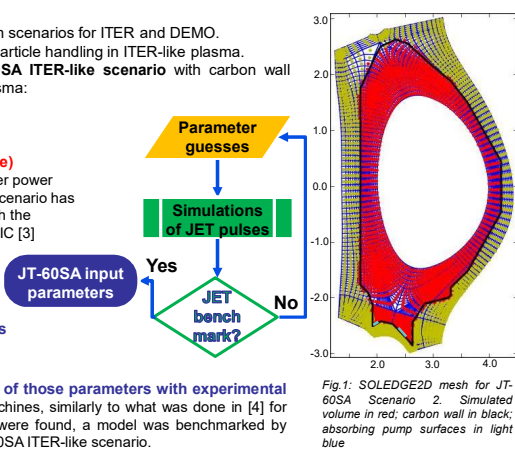 n scenarios for ITER and DEMO.
article handling in ITER-like plasma.
SA ITER-like scenario with carbon wall
sma:
e)
er power
cenario has
h the
IC [3]
Parameter
guesses
Simulations
of JET pulses
Yes
JT-60SA input
parameters
JET
bench
mark?
No
s
of those parameters with experimental
chines, similarly to what was done in [4] for
were found, a model was benchmarked by
0SA ITER-like scenario.
3.0
2.0
1.0
0.0
-1.0
-2.0
-3.0
2.0 3.0 4.0
Fig.1: SOLEDGE2D mesh for JT-
60SA Scenario 2. Simulated
volume in red; carbon wall in black;
absorbing pump surfaces in light
blue